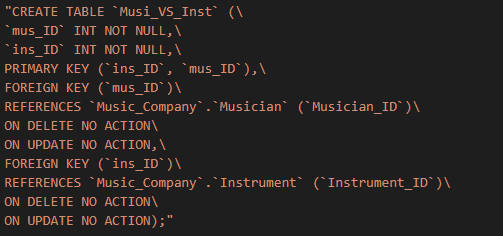 "CREATE TABLE `Musi_VS_Inst` (\
`mus_ID` INT NOT NULL,\
`ins_ID` INT NOT NULL,\
PRIMARY KEY (`ins_ID`, `mus_ID`),\
FOREIGN KEY (`mus_ID`)\
REFERENCES `Music_Company`.`Musician` (`Musician_ID`)\
ON DELETE NO ACTION\
ON UPDATE NO ACTION,\
FOREIGN KEY (`ins_ID`)\
REFERENCES `Music_Company`.`Instrument` (`Instrument_ID`)\
ON DELETE NO ACTION\
ON UPDATE NO ACTION);"